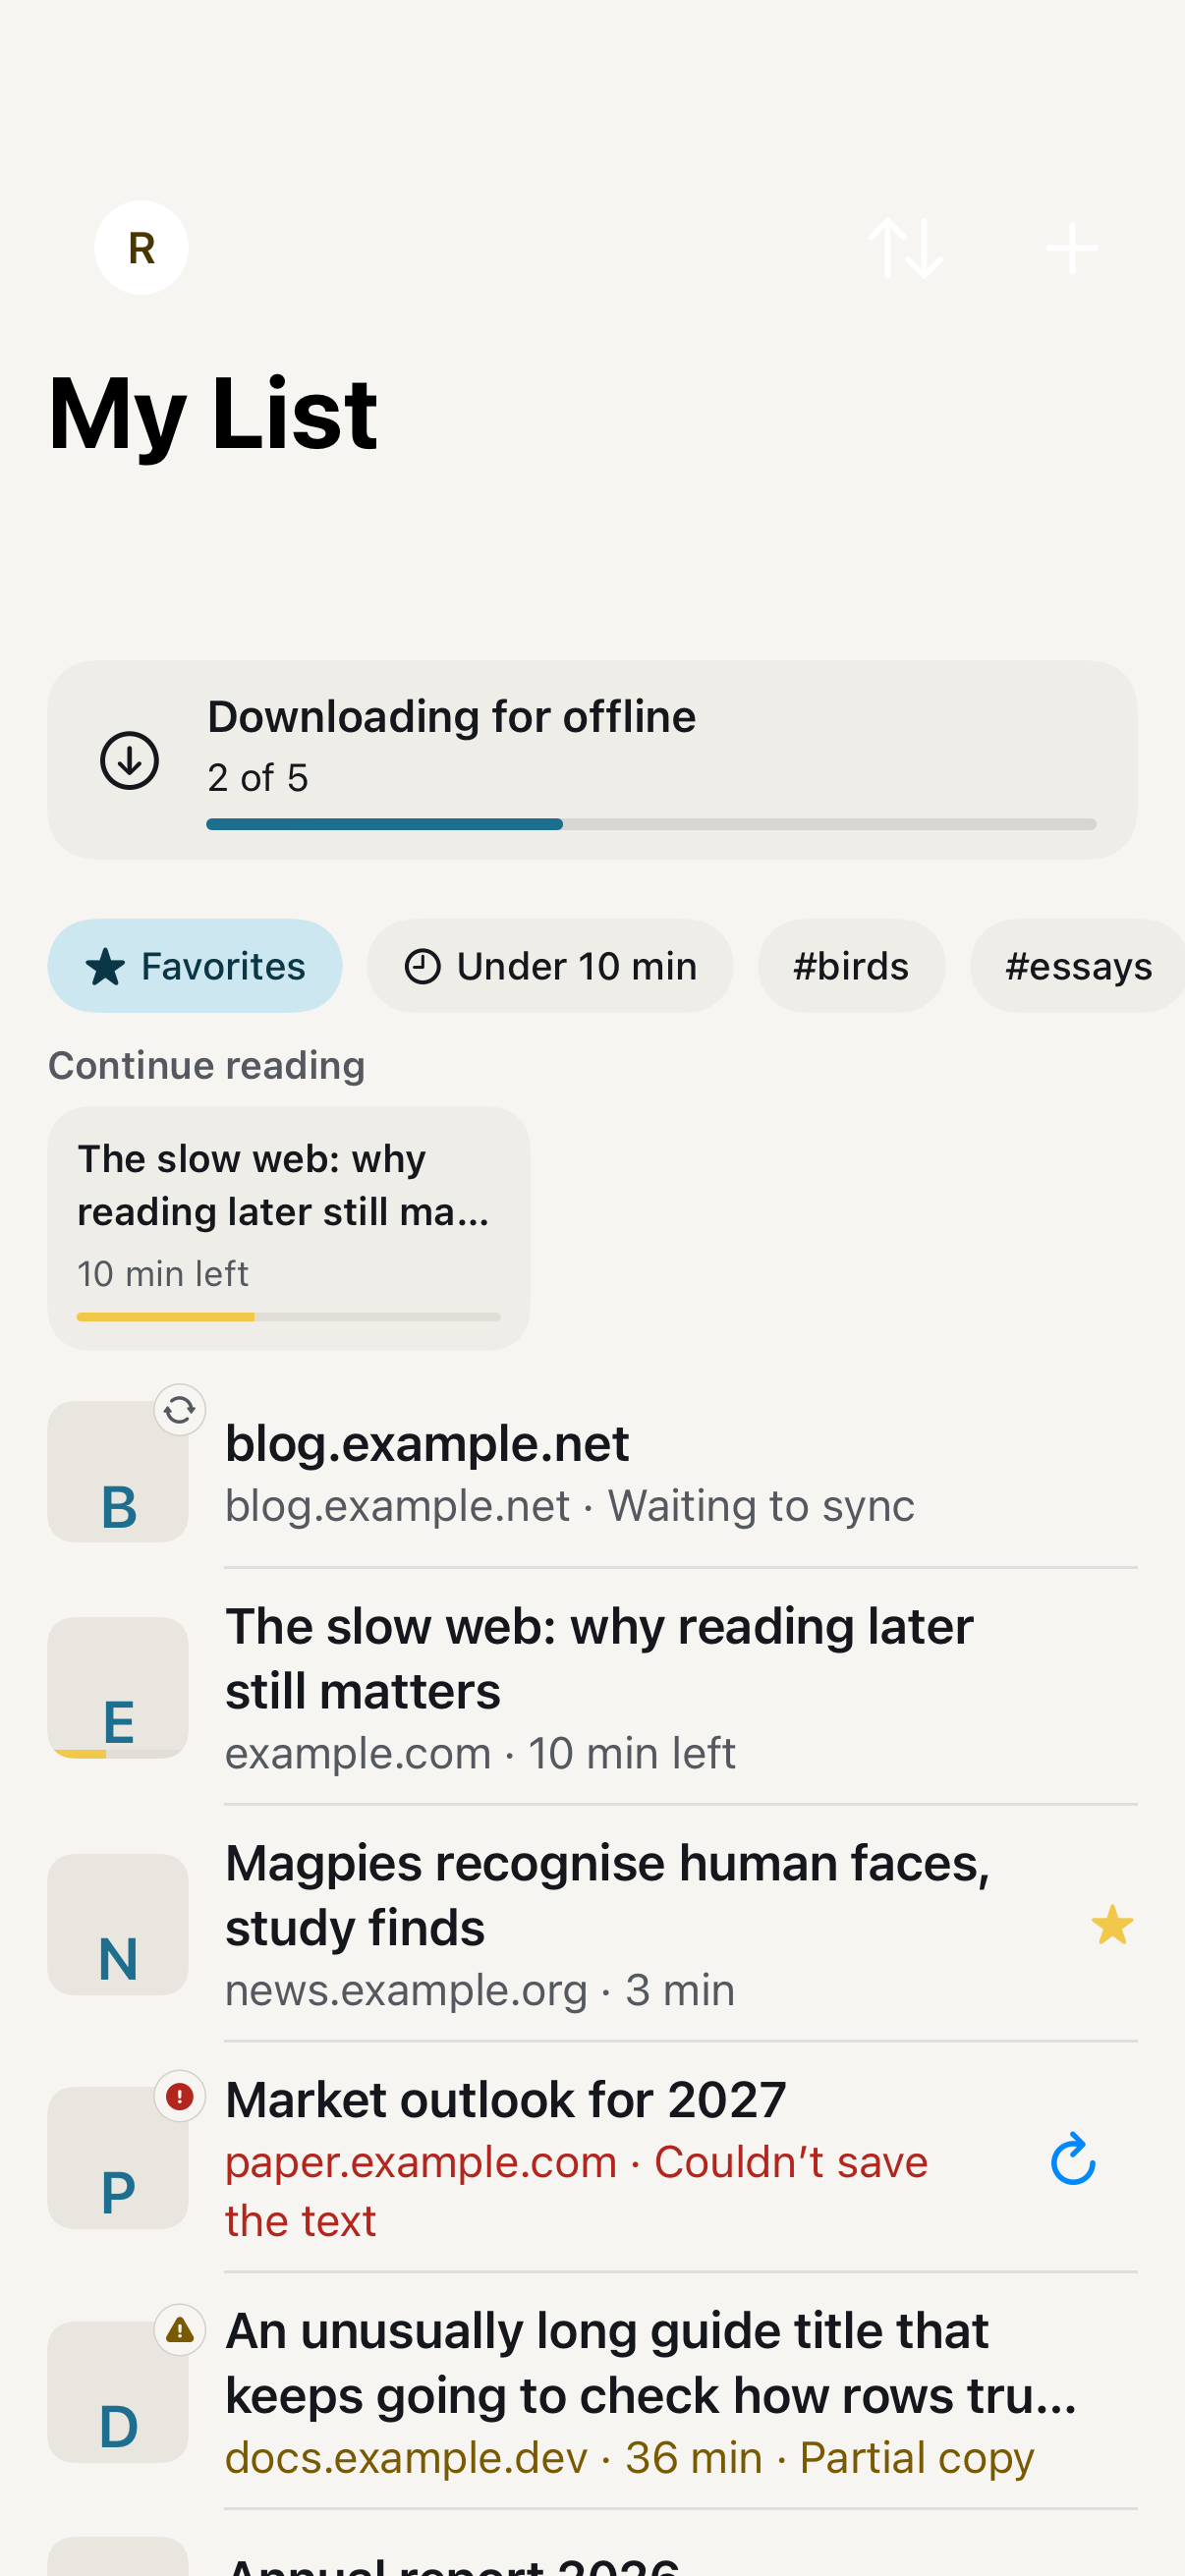 R
My List
Downloading for offline
2 of 5
Favorites
Under 10 min
#birds
#essays
Continue reading
The slow web: why
reading later still ma...
10 min left
B
blog.example.net
blog.example.net · Waiting to sync
The slow web: why reading later
still matters
E
example.com · 10 min left
Magpies recognise human faces,
study finds
N
news.example.org · 3 min
Market outlook for 2027
paper.example.com · Couldn’t save
the text
P
An unusually long guide title that
keeps going to check how rows tru...
D
docs.example.dev · 36 min · Partial copy
Annual report 2026